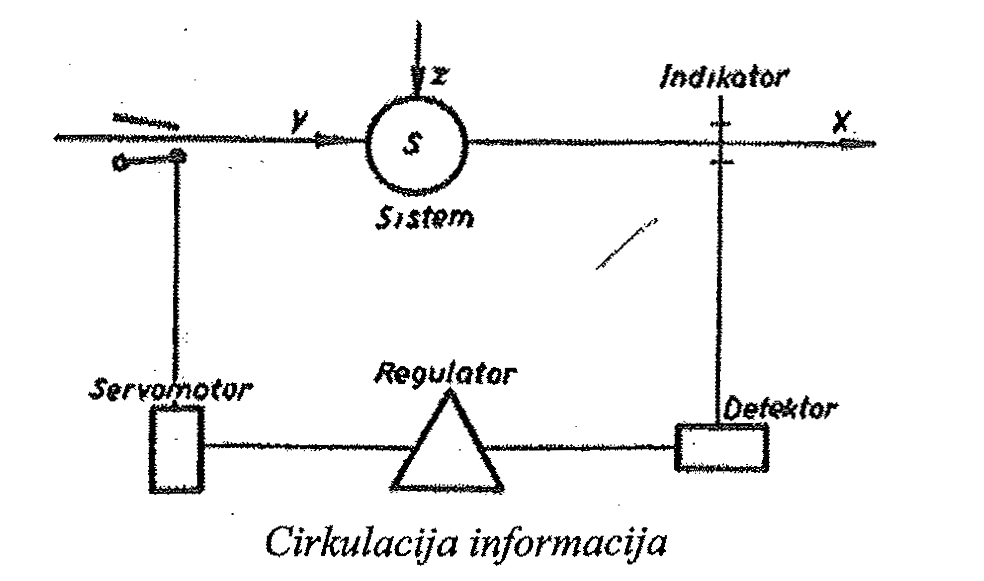 z
Indikator
y
S
x
Sistem
Regulator
Servomotor
Detektor
Cirkulacija informacija